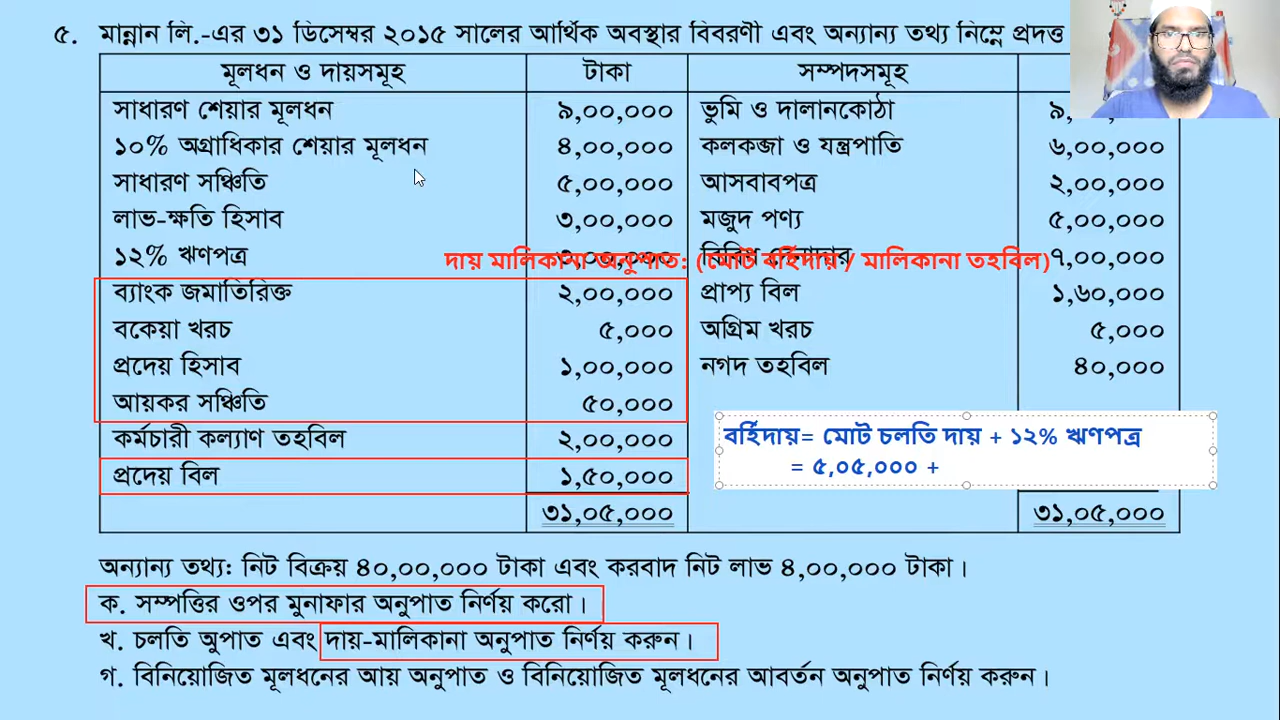 ৫. মান্নান লি.-এর ৩১ ডিসেম্বর ২০১৫ সালের আর্থিক অবস্থার বিবরণী এবং অন্যান্য তথ্য নিম্নে প্রদত্ত
মূলধন ও দায়সমূহ টাকা সম্পদসমূহ
সাধারণ শেয়ার মূলধন ৯,০০,০০০ ভুমি ও দালানকোঠা
১০% অগ্রাধিকার শেয়ার মূলধন ৪,০০,০০০ কলকব্জা ও যন্ত্রপাতি ৬,০০,০০০
সাধারণ সঞ্চিতি ৫,০০,০০০ আসবাবপত্র ২,০০,০০০
লাভ-ক্ষতি হিসাব ৩,০০,০০০ মজুদ পণ্য ৫,০০,০০০
১২% ঋণপত্র ৭,০০,০০০
দায় মালিকানা অনুপাত: (মোট বর্হিদায় / মালিকানা তহবিল)
ব্যাংক জমাতিরিক্ত ২,০০,০০০ প্রাপ্য বিল ১,৬০,০০০
বকেয়া খরচ ৫,০০০ অগ্রিম খরচ ৫,০০০
প্রদেয় হিসাব ১,০০,০০০ নগদ তহবিল ৪০,০০০
আয়কর সঞ্চিতি ৫০,০০০
কর্মচারী কল্যাণ তহবিল ২,০০,০০০
বর্হিদায়= মোট চলতি দায় + ১২% ঋণপত্র
= ৫,০৫,০০০ +
প্রদেয় বিল ১,৫০,০০০
৩১,০৫,০০০ ৩১,০৫,০০০
অন্যান্য তথ্য: নিট বিক্রয় ৪০,০০,০০০ টাকা এবং করবাদ নিট লাভ ৪,০০,০০০ টাকা।
ক. সম্পত্তির ওপর মুনাফার অনুপাত নির্ণয় করো।
খ. চলতি অুপাত এবং দায়-মালিকানা অনুপাত নির্ণয় করুন।
গ. বিনিয়োজিত মূলধনের আয় অনুপাত ও বিনিয়োজিত মূলধনের আবর্তন অনুপাত নির্ণয় করুন।